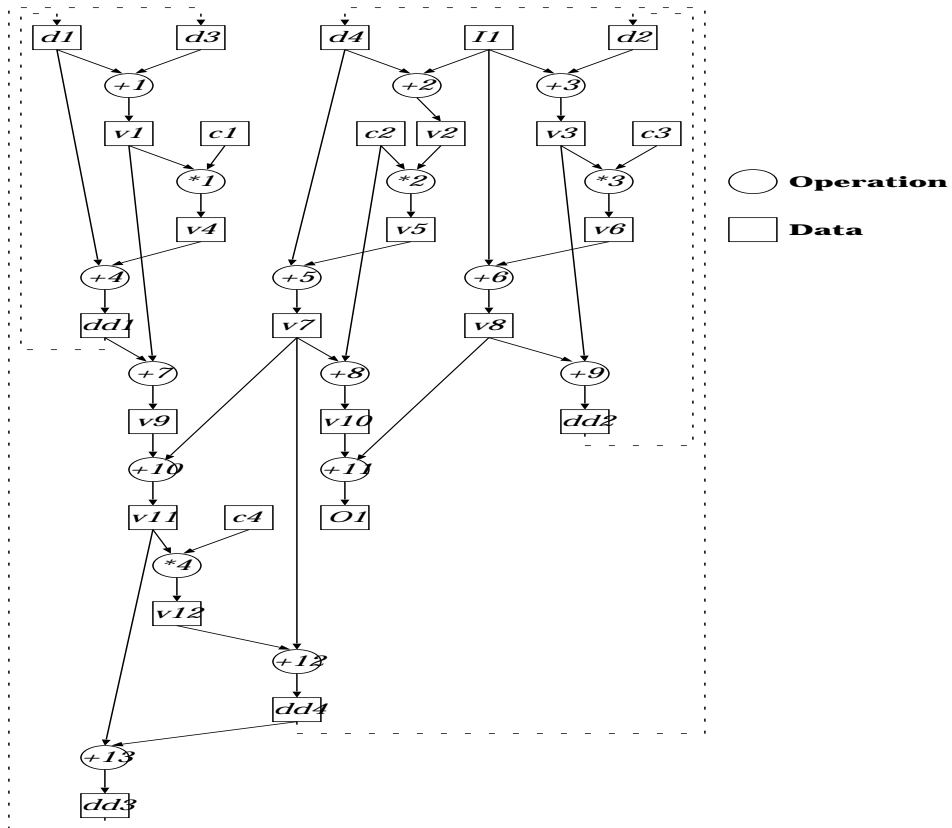 d1 d3 d4 I1 d2
+1 +2 +3
v1 c1 c2 v2 v3 c3
*1 *2 *3 Operation
v4 v5 v6 Data
+4 +5 +6
dd1 v7 v8
+7 +8 +9
v9 v10 dd2
+10 +11
v11 c4 O1
*4
v12
+12
dd4
+13
dd3